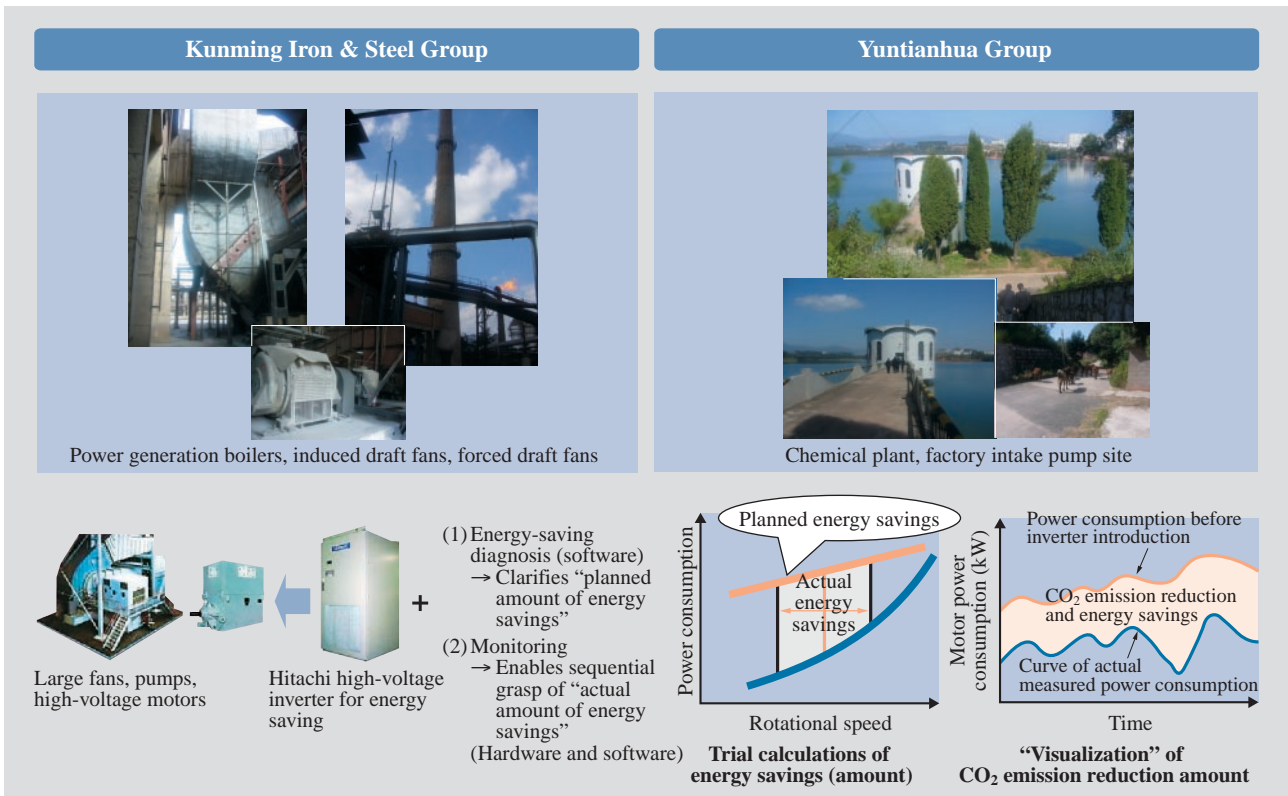 Kunming Iron & Steel Group
Yuntianhua Group
Power generation boilers, induced draft fans, forced draft fans
Chemical plant, factory intake pump site
Large fans, pumps,
high-voltage motors
Hitachi high-voltage
inverter for energy
saving
+
(1) Energy-saving
diagnosis (software)
→ Clarifies “planned
amount of energy
savings”
(2) Monitoring
→ Enables sequential
grasp of “actual
amount of energy
savings”
(Hardware and software)
Power consumption
Planned energy savings
Actual
energy
savings
Rotational speed
Trial calculations of
energy savings (amount)
Motor power
consumption (kW)
Power consumption before
inverter introduction
CO₂ emission reduction
and energy savings
Curve of actual
measured power consumption
Time
“Visualization” of
CO₂ emission reduction amount